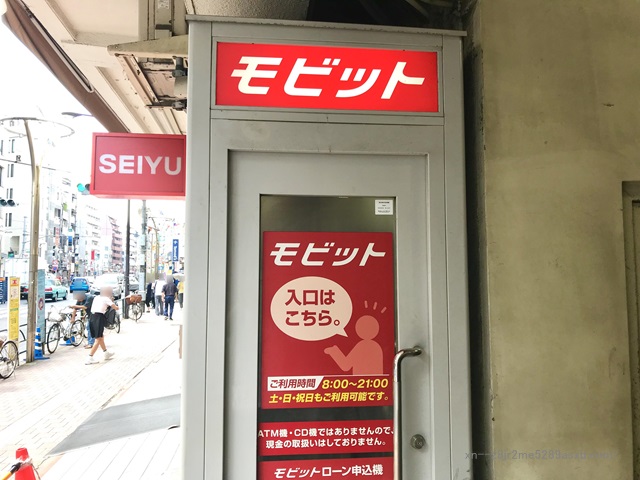 モビット
SEIYU
モビット
入口は
こちら。
ご利用時間 8:00～21:00
土・日・祝日もご利用可能です。
ATM機・CD機ではありませんので、
現金の取扱いはしておりません。
モビットローン申込機